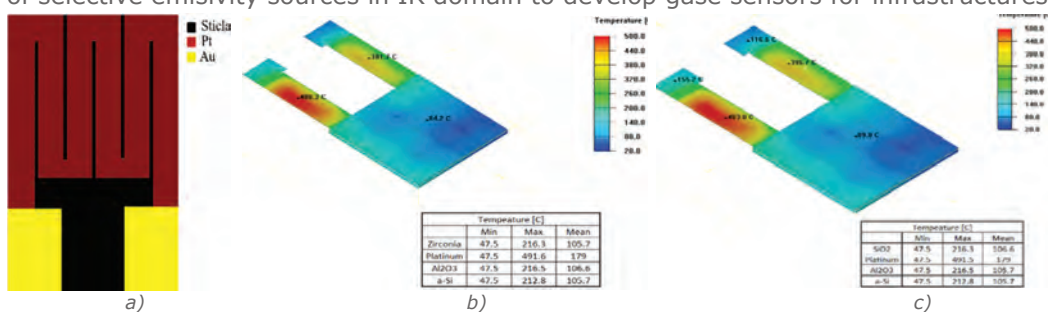 of selective emisivity sources in IR domain to develop gase sensors for infrastructures
Sticla
Pt
Au
a)
Temperature [
500.0
440.0
380.0
320.0
260.0
200.0
140.0
80.0
20.0
Tempeature [C]
Min Max Mean
Zirconia 47.5 216.3 105.7
Platinum 47.5 491.6 179
Al2O3 47.5 216.5 106.6
a-Si 47.5 212.8 105.7
b)
Temperature [
500.0
440.0
380.0
320.0
260.0
200.0
140.0
80.0
20.0
Tempeature [C]
Min Max Mean
SiO2 47.5 216.3 106.6
Platinum 47.5 491.5 179
Al2O3 47.5 216.5 105.7
a-Si 47.5 212.8 105.7
c)